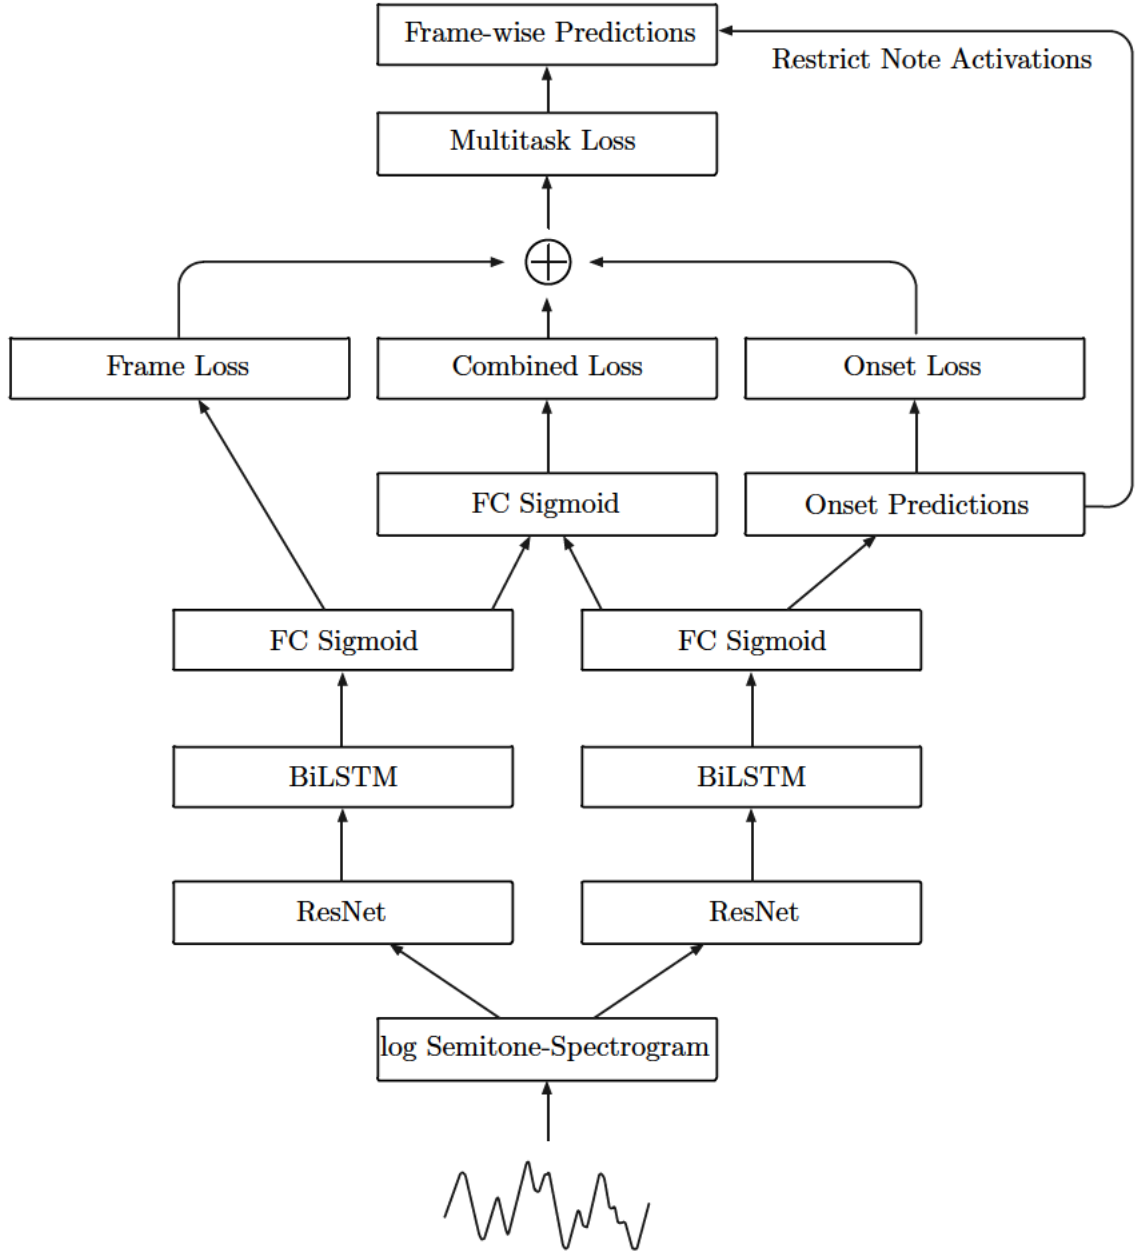 Frame-wise Predictions
Restrict Note Activations
Multitask Loss
Frame Loss
Combined Loss
Onset Loss
FC Sigmoid
Onset Predictions
FC Sigmoid
FC Sigmoid
BiLSTM
BiLSTM
ResNet
ResNet
log Semitone-Spectrogram